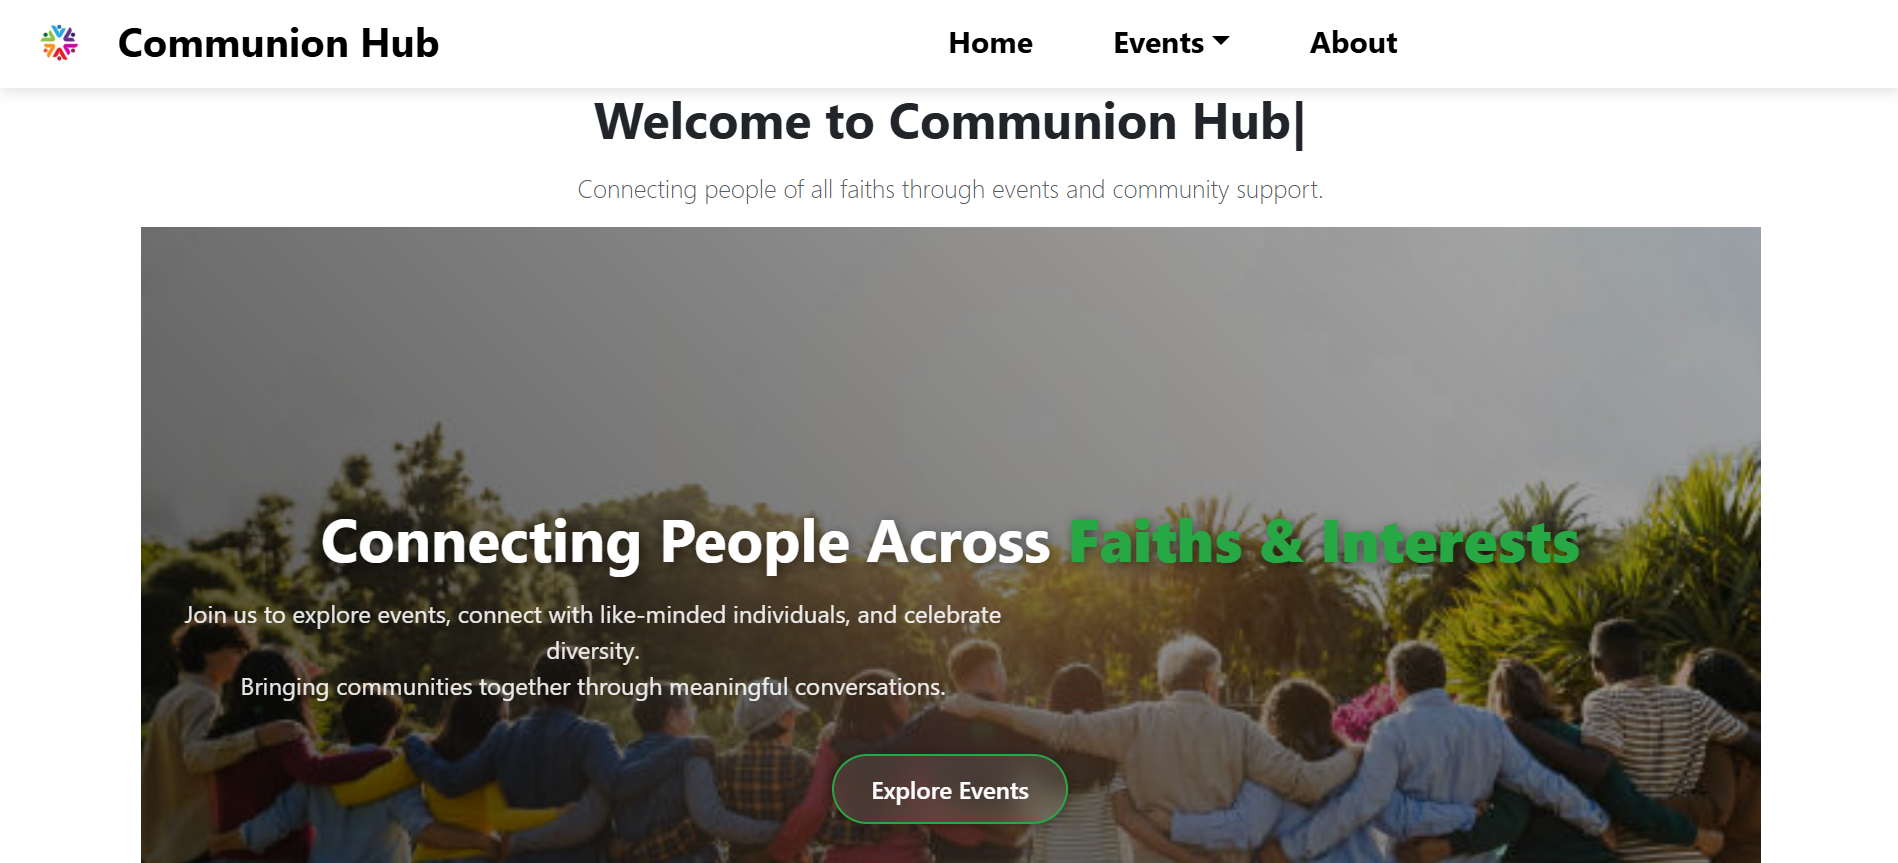 Communion Hub
Home Events About
Welcome to Communion Hub|
Connecting people of all faiths through events and community support.
Connecting People Across Faiths & Interests
Join us to explore events, connect with like-minded individuals, and celebrate
diversity.
Bringing communities together through meaningful conversations.
Explore Events